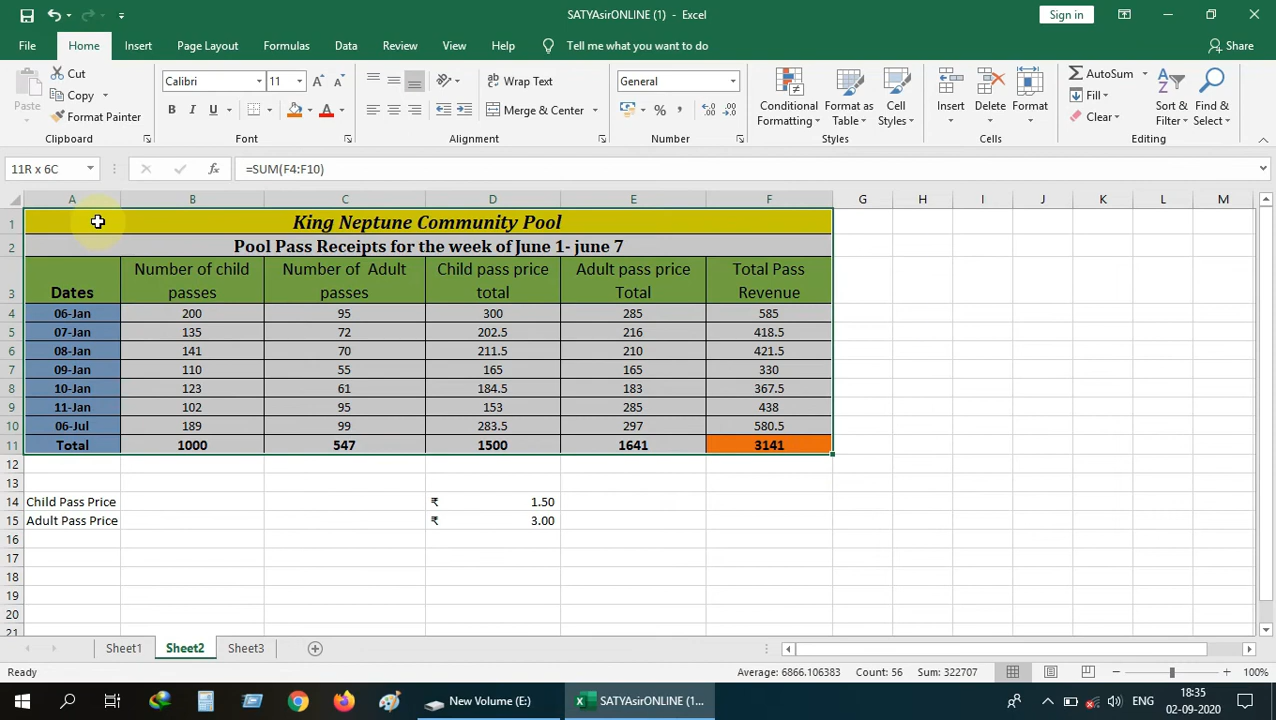 SATYAsirONLINE (1) - Excel
Sign in
File Home Insert Page Layout Formulas Data Review View Help Tell me what you want to do Share
Paste
Cut
Copy
Format Painter
Clipboard
Calibri 11
B I U
Font
Wrap Text
Merge & Center
Alignment
General
% ,
Number
Conditional Formatting
Format as Table
Cell Styles
Styles
Insert
Delete
Format
Cells
AutoSum
Fill
Clear
Sort & Filter
Find & Select
Editing
11R x 6C fx =SUM(F4:F10)
A B C D E F G H I J K L M
1 King Neptune Community Pool
2 Pool Pass Receipts for the week of June 1- june 7
3 Dates Number of child passes Number of Adult passes Child pass price total Adult pass price Total Total Pass Revenue
4 06-Jan 200 95 300 285 585
5 07-Jan 135 72 202.5 216 418.5
6 08-Jan 141 70 211.5 210 421.5
7 09-Jan 110 55 165 165 330
8 10-Jan 123 61 184.5 183 367.5
9 11-Jan 102 95 153 285 438
10 06-Jul 189 99 283.5 297 580.5
11 Total 1000 547 1500 1641 3141
12
13
14 Child Pass Price ₹ 1.50
15 Adult Pass Price ₹ 3.00
16
17
18
19
20
21
Sheet1 Sheet2 Sheet3
Ready Average: 6866.106383 Count: 56 Sum: 322707 100%
New Volume (E:) SATYAsirONLINE (1... ENG 18:35
02-09-2020